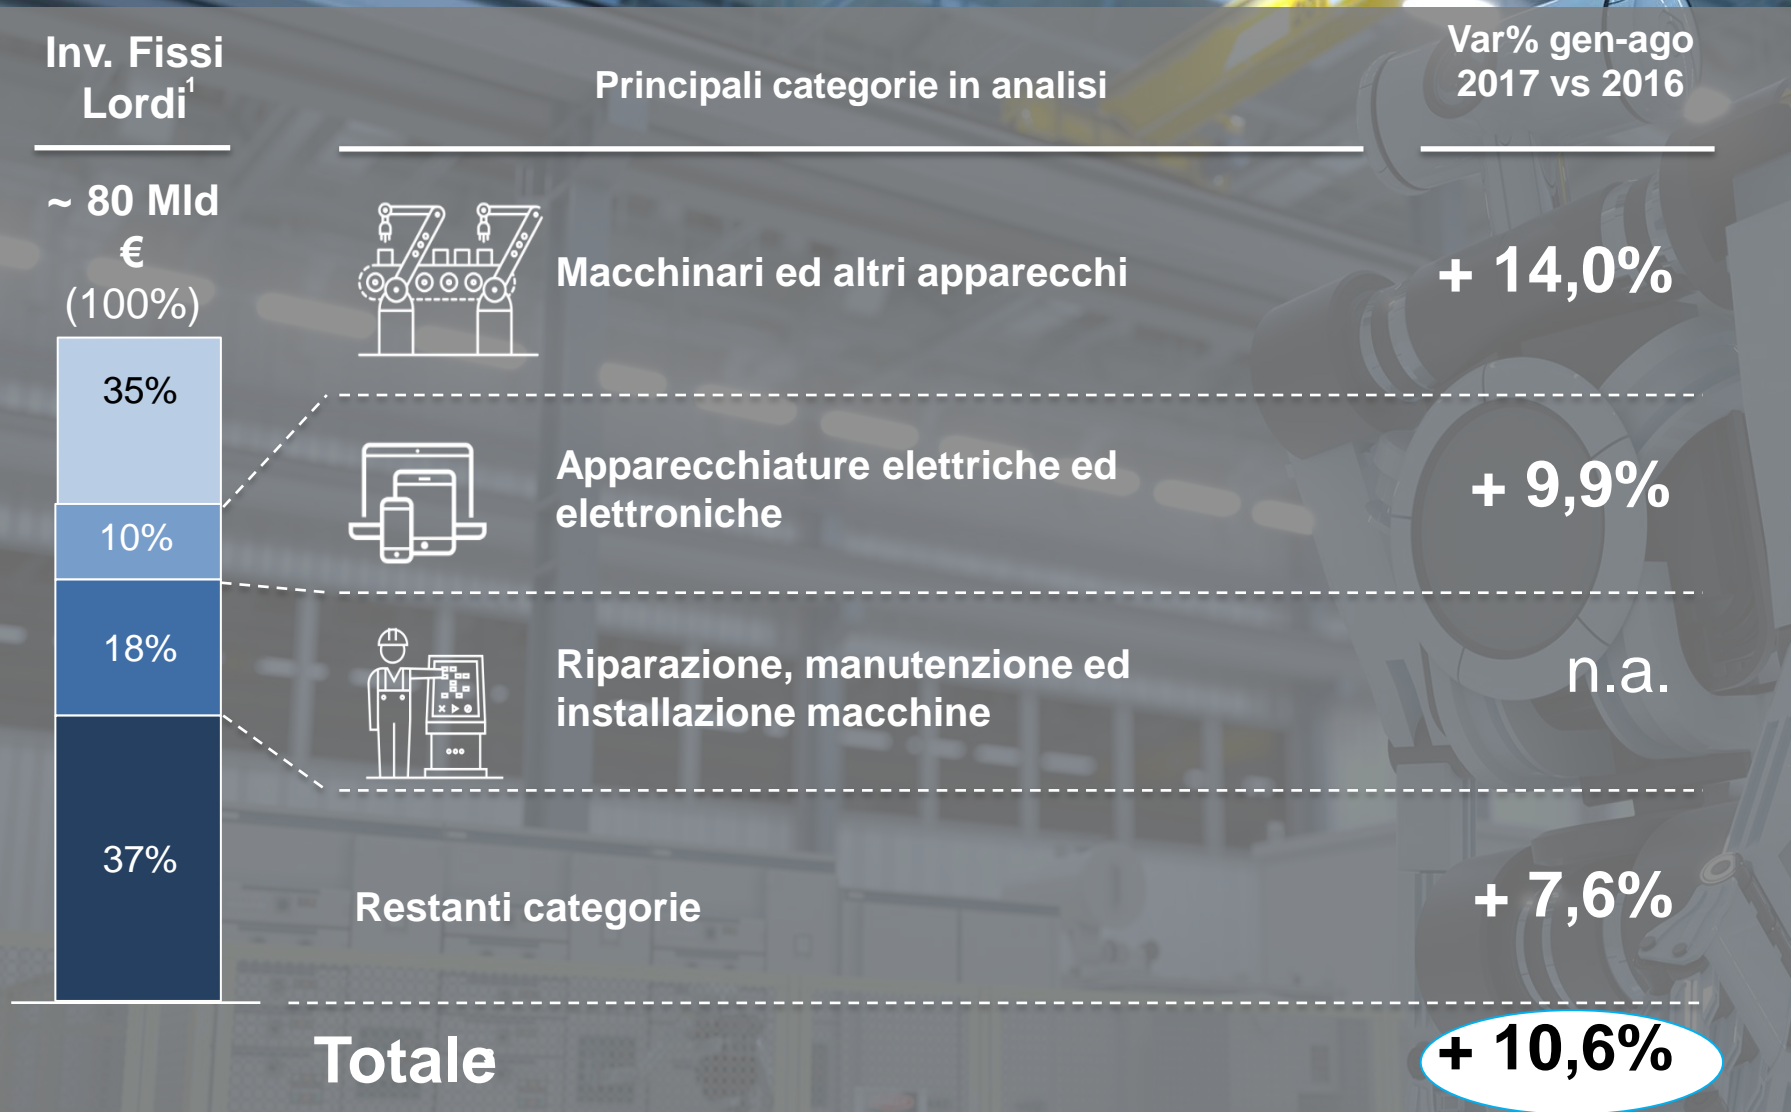 Inv. Fissi
Lordi¹
Principali categorie in analisi
Var% gen-ago
2017 vs 2016
~ 80 Mld
€
(100%)
35%
Macchinari ed altri apparecchi
+ 14,0%
10%
Apparecchiature elettriche ed
elettroniche
+ 9,9%
18%
Riparazione, manutenzione ed
installazione macchine
n.a.
37%
Restanti categorie
+ 7,6%
Totale
+ 10,6%